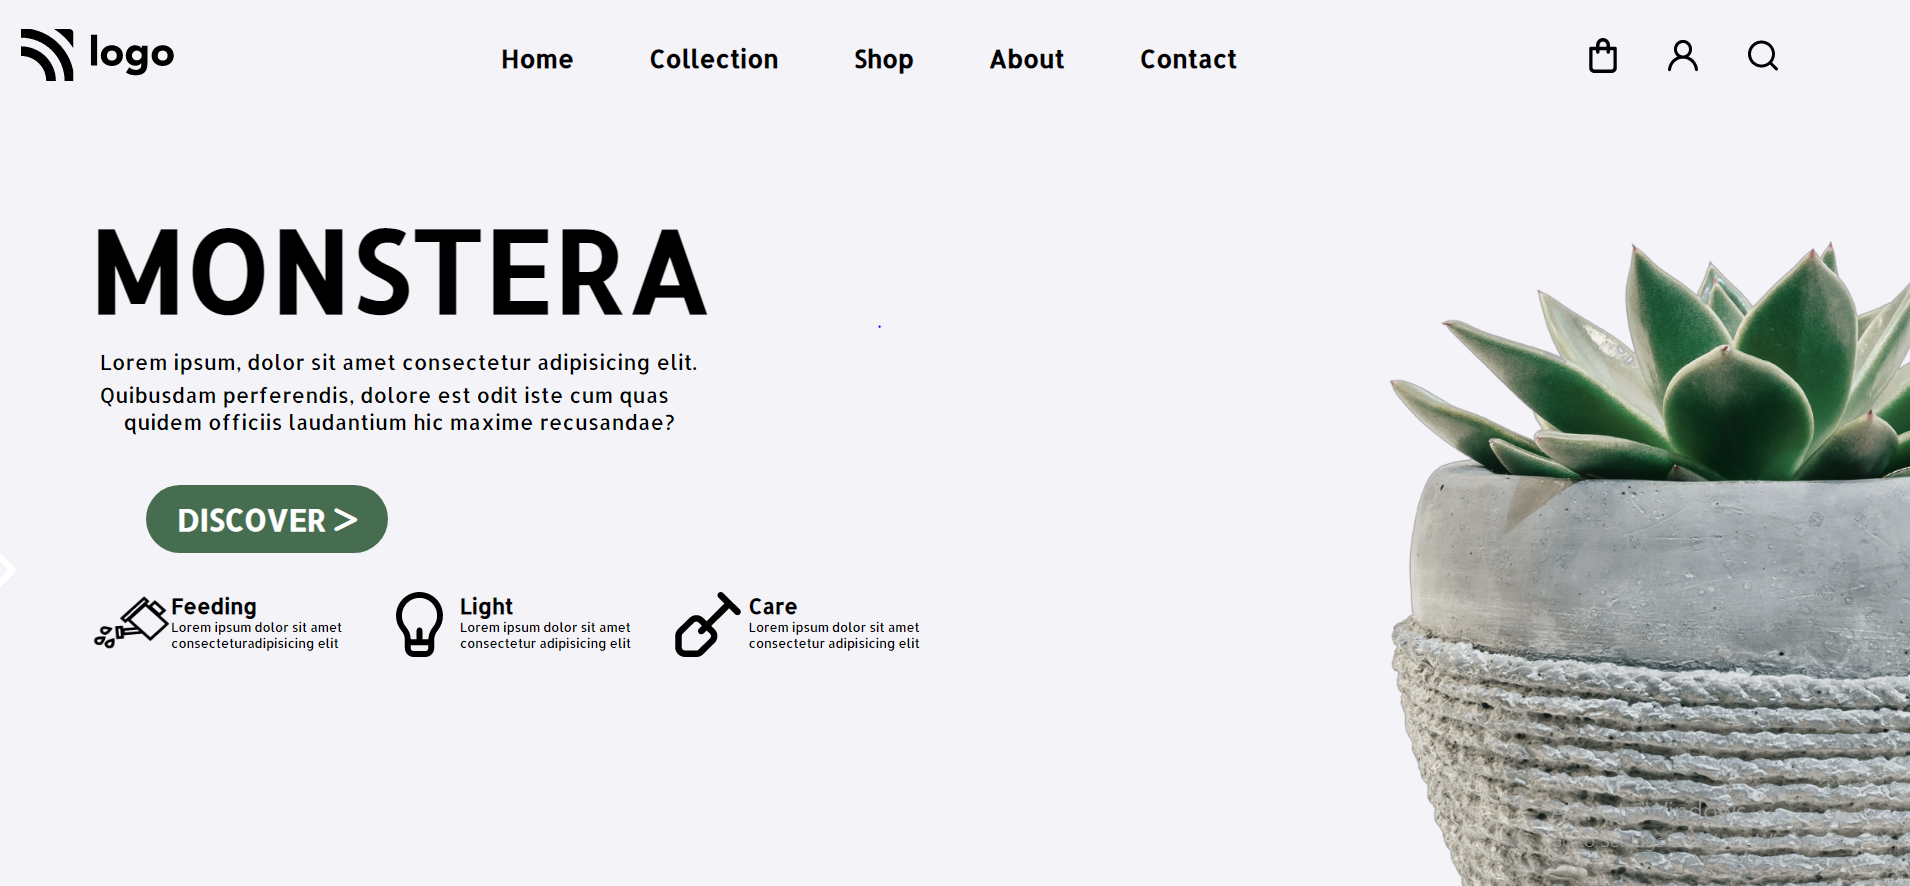 logo
Home Collection Shop About Contact
MONSTERA
Lorem ipsum, dolor sit amet consectetur adipisicing elit.
Quibusdam perferendis, dolore est odit iste cum quas
quidem officiis laudantium hic maxime recusandae?
DISCOVER >
Feeding
Lorem ipsum dolor sit amet
consecteturadipisicing elit
Light
Lorem ipsum dolor sit amet
consectetur adipisicing elit
Care
Lorem ipsum dolor sit amet
consectetur adipisicing elit